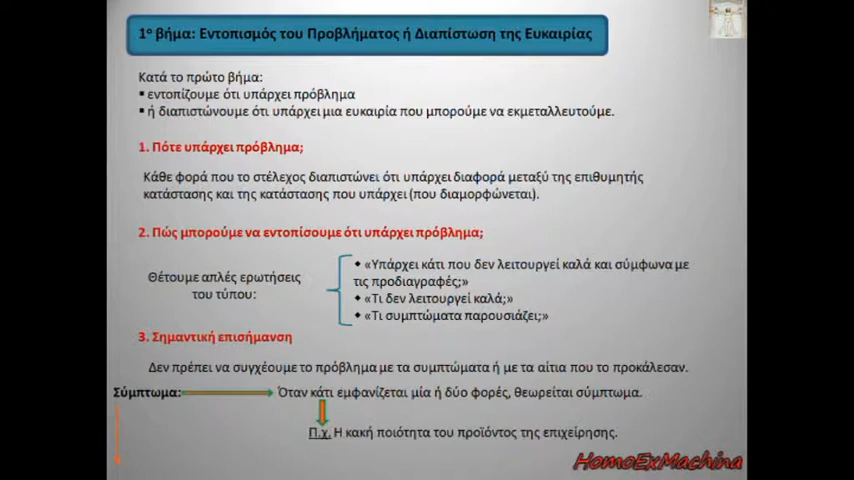 1ο βήμα: Εντοπισμός του Προβλήματος ή Διαπίστωση της Ευκαιρίας
Κατά το πρώτο βήμα:
▪ εντοπίζουμε ότι υπάρχει πρόβλημα
▪ ή διαπιστώνουμε ότι υπάρχει μια ευκαιρία που μπορούμε να εκμεταλλευτούμε.
1. Πότε υπάρχει πρόβλημα;
Κάθε φορά που το στέλεχος διαπιστώνει ότι υπάρχει διαφορά μεταξύ της επιθυμητής
κατάστασης και της κατάστασης που υπάρχει (που διαμορφώνεται).
2. Πώς μπορούμε να εντοπίσουμε ότι υπάρχει πρόβλημα;
Θέτουμε απλές ερωτήσεις
του τύπου:
◆ «Υπάρχει κάτι που δεν λειτουργεί καλά και σύμφωνα με
τις προδιαγραφές;»
◆ «Τι δεν λειτουργεί καλά;»
◆ «Τι συμπτώματα παρουσιάζει;»
3. Σημαντική επισήμανση
Δεν πρέπει να συγχέουμε το πρόβλημα με τα συμπτώματα ή με τα αίτια που το προκάλεσαν.
Σύμπτωμα: Όταν κάτι εμφανίζεται μία ή δύο φορές, θεωρείται σύμπτωμα.
Π.χ. Η κακή ποιότητα του προϊόντος της επιχείρησης.
HomoExMachina